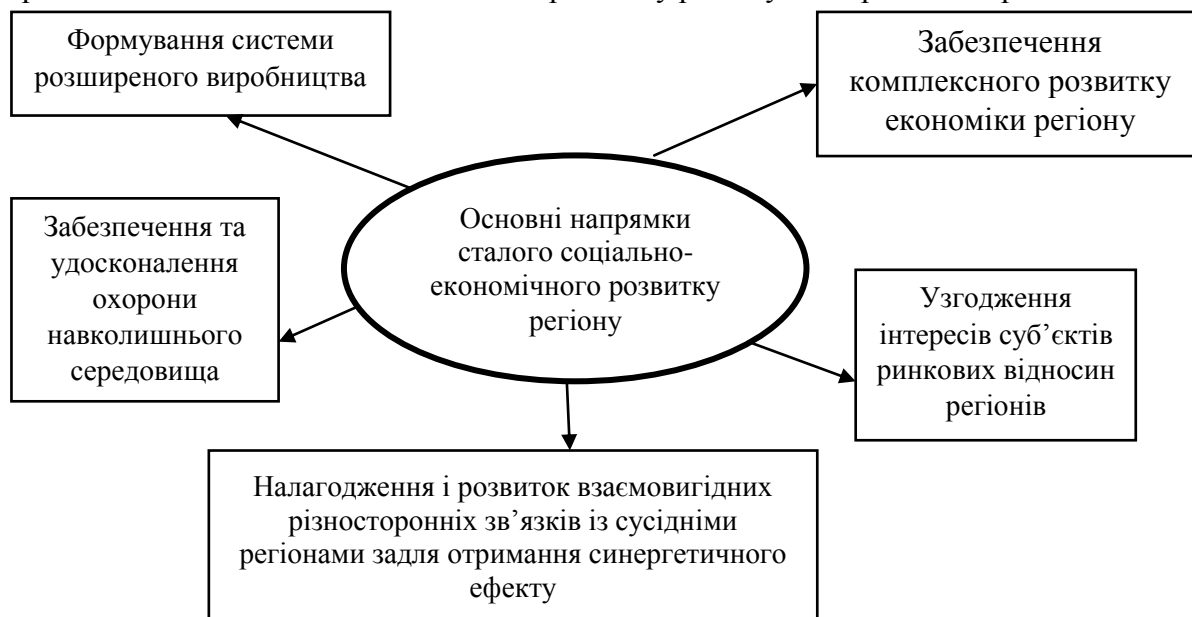 Формування системи
розширеного виробництва
Забезпечення
комплексного розвитку
економіки регіону
Основні напрямки
сталого соціально-
економічного розвитку
регіону
Забезпечення та
удосконалення
охорони
навколишнього
середовища
Узгодження
інтересів суб’єктів
ринкових відносин
регіонів
Налагодження і розвиток взаємовигідних
різносторонніх зв’язків із сусідніми
регіонами задля отримання синергетичного
ефекту